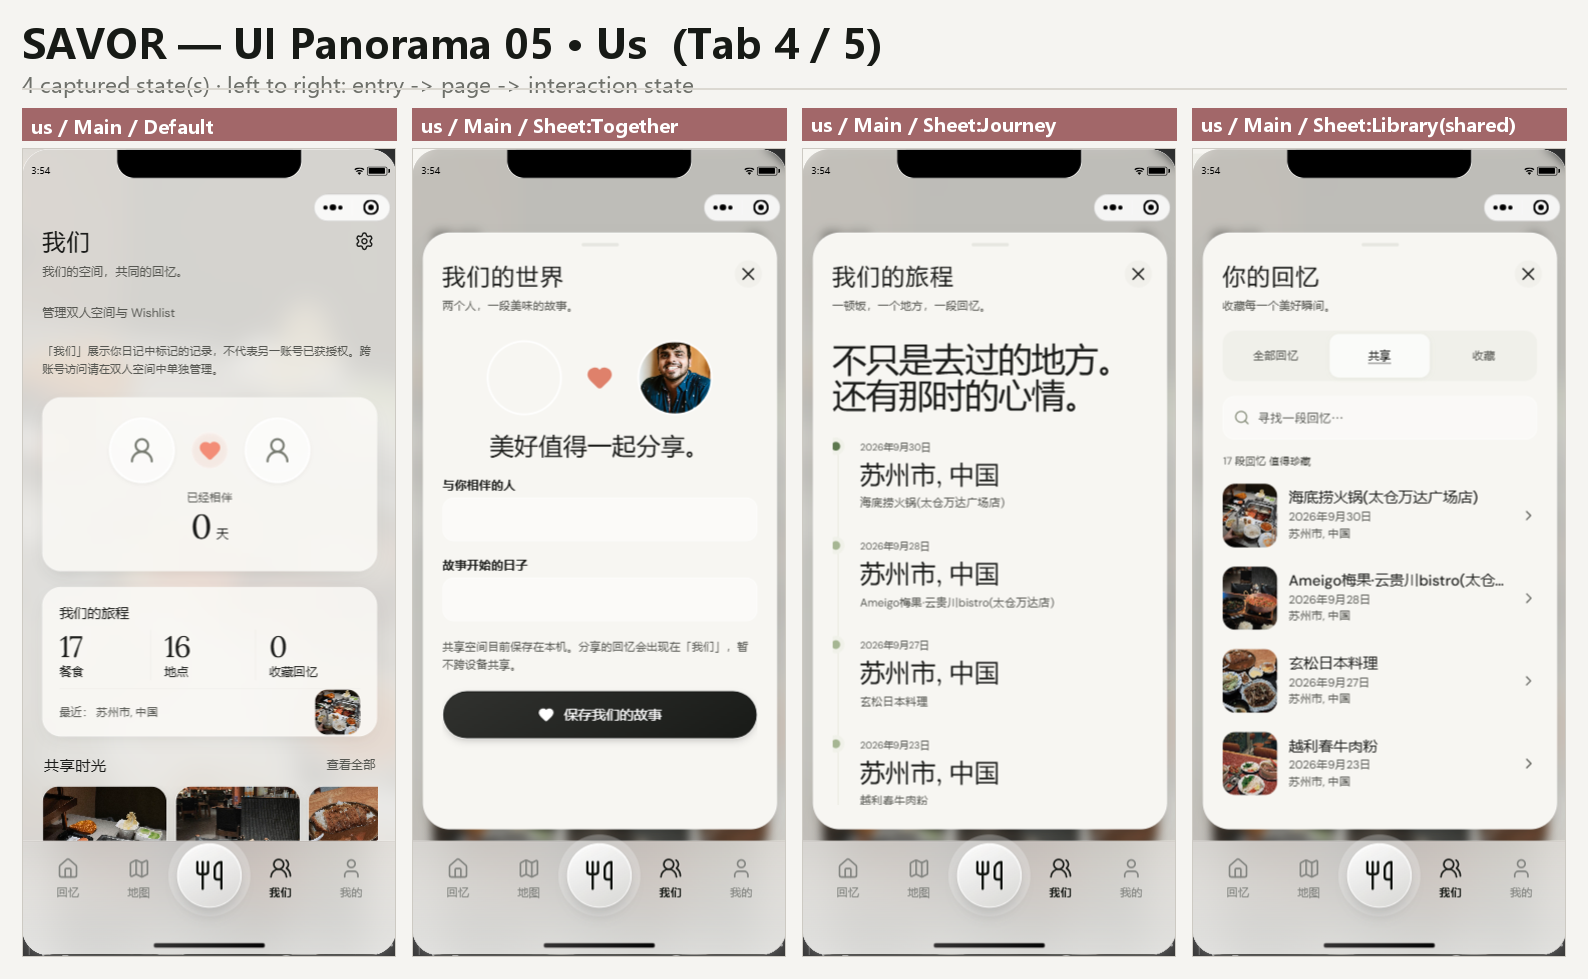 SAVOR — UI Panorama 05 • Us (Tab 4 / 5)
4 captured state(s) · left to right: entry -> page -> interaction state
us / Main / Default
3:54
我们
我们的空间，共同的回忆。
管理双人空间与 Wishlist
「我们」展示你日记中标记的记录，不代表另一账号已获授权。跨
账号访问请在双人空间中单独管理。
已经相伴
0 天
我们的旅程
17 16 0
餐食 地点 收藏回忆
最近： 苏州市, 中国
共享时光 查看全部
回忆 地图 我们 我的
us / Main / Sheet:Together
3:54
我们的世界
两个人，一段美味的故事。
美好值得一起分享。
与你相伴的人
故事开始的日子
共享空间目前保存在本机。分享的回忆会出现在「我们」，暂
不跨设备共享。
保存我们的故事
回忆 地图 我们 我的
us / Main / Sheet:Journey
3:54
我们的旅程
一顿饭，一个地方，一段回忆。
不只是去过的地方。
还有那时的心情。
2026年9月30日
苏州市, 中国
海底捞火锅(太仓万达广场店)
2026年9月28日
苏州市, 中国
Ameigo梅果·云贵川bistro(太仓万达店)
2026年9月27日
苏州市, 中国
玄松日本料理
2026年9月23日
苏州市, 中国
越利春牛肉粉
回忆 地图 我们 我的
us / Main / Sheet:Library(shared)
3:54
你的回忆
收藏每一个美好瞬间。
全部回忆 共享 收藏
寻找一段回忆…
17 段回忆 值得珍藏
海底捞火锅(太仓万达广场店)
2026年9月30日
苏州市, 中国
Ameigo梅果·云贵川bistro(太仓...
2026年9月28日
苏州市, 中国
玄松日本料理
2026年9月27日
苏州市, 中国
越利春牛肉粉
2026年9月23日
苏州市, 中国
回忆 地图 我们 我的